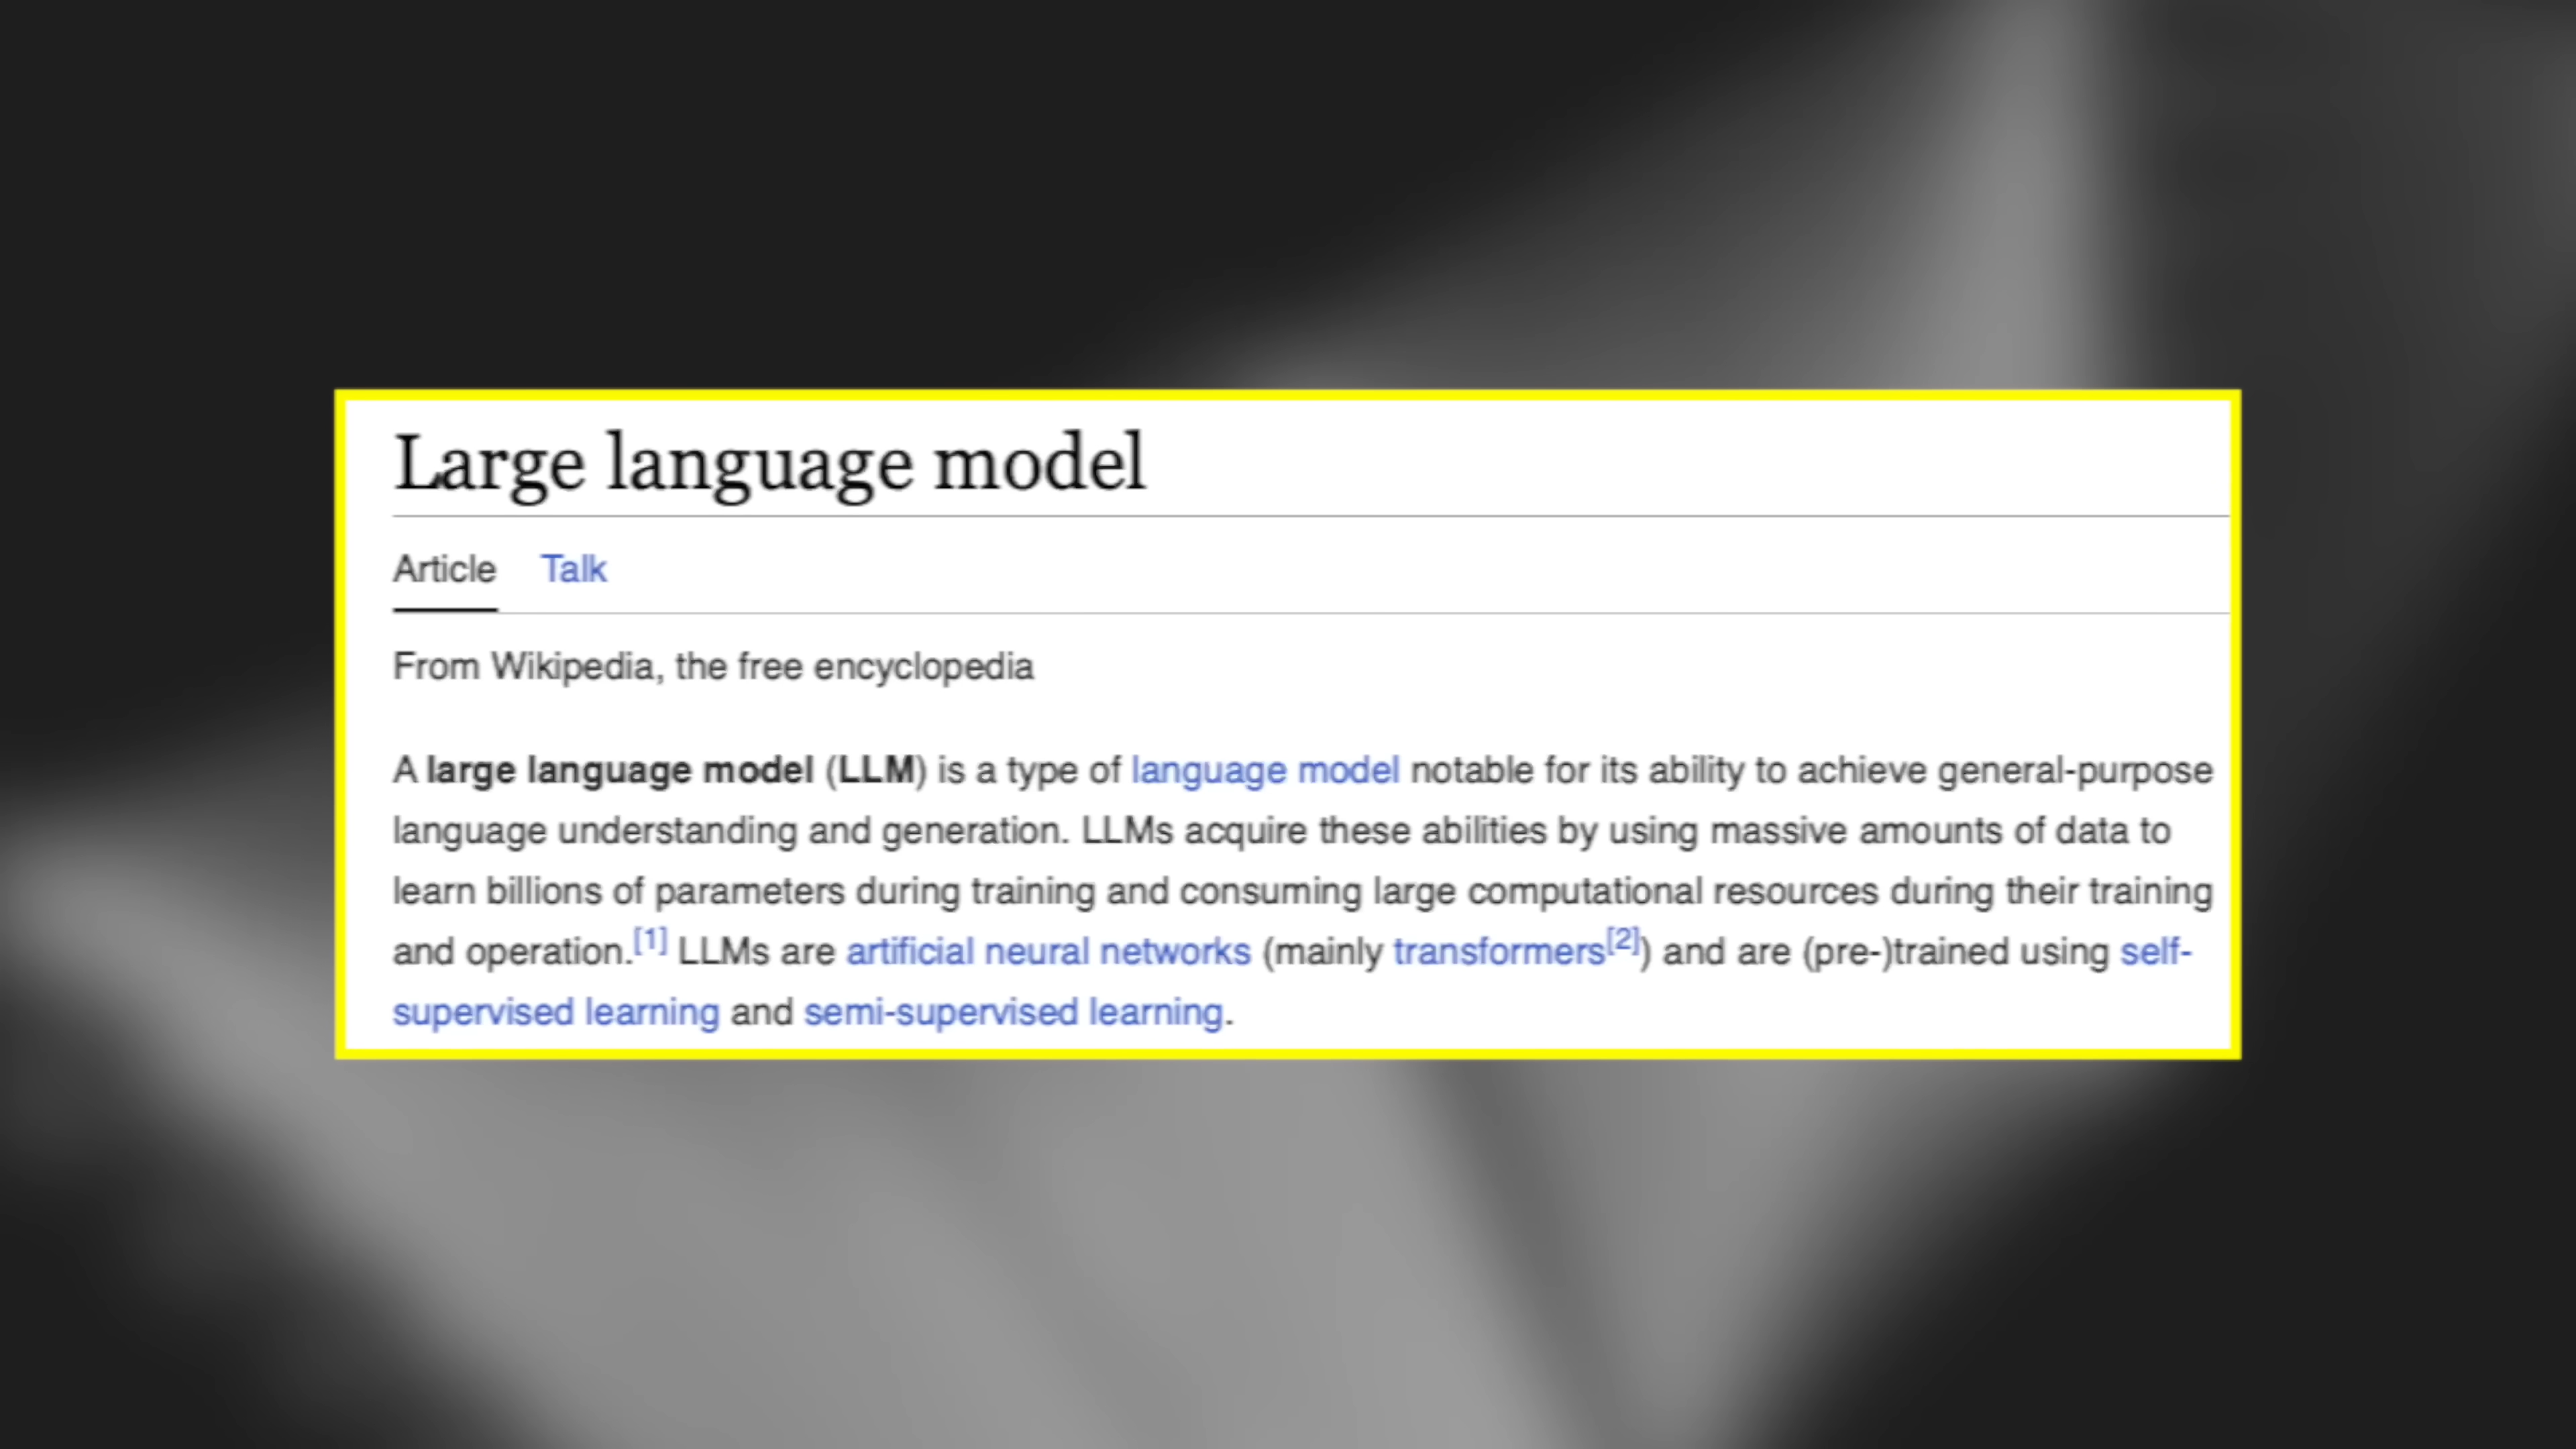 Large language model
Article Talk
From Wikipedia, the free encyclopedia
A large language model (LLM) is a type of language model notable for its ability to achieve general-purpose
language understanding and generation. LLMs acquire these abilities by using massive amounts of data to
learn billions of parameters during training and consuming large computational resources during their training
and operation.[1] LLMs are artificial neural networks (mainly transformers[2]) and are (pre-)trained using self-
supervised learning and semi-supervised learning.